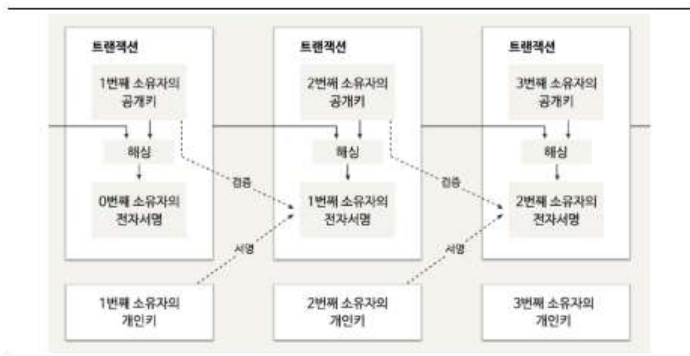 트랜잭션
1번째 소유자의
공개키
해싱
0번째 소유자의
전자서명
트랜잭션
2번째 소유자의
공개키
해싱
1번째 소유자의
전자서명
트랜잭션
3번째 소유자의
공개키
해싱
2번째 소유자의
전자서명
검증
검증
서명
서명
1번째 소유자의
개인키
2번째 소유자의
개인키
3번째 소유자의
개인키